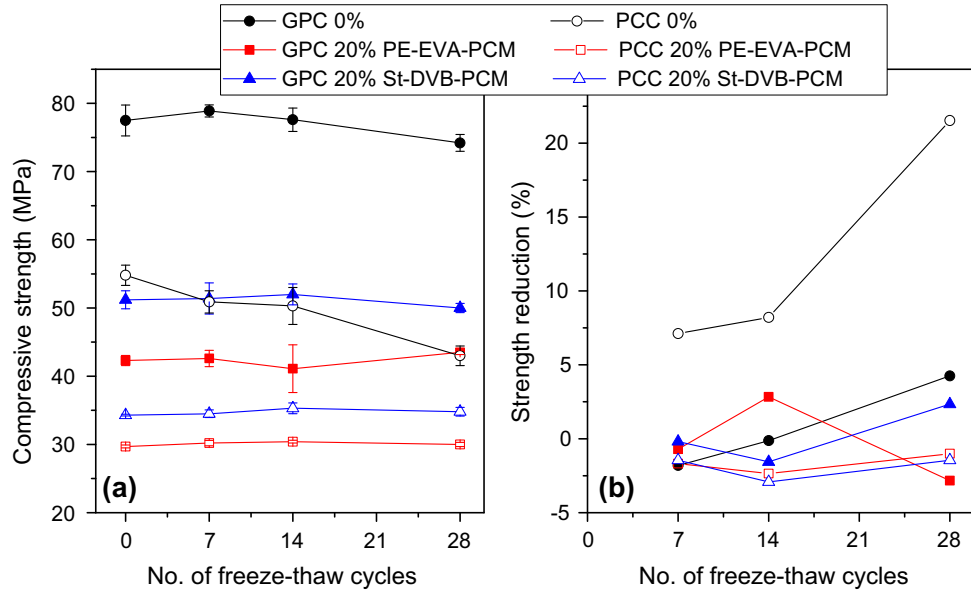 GPC 0% PCC 0%
GPC 20% PE-EVA-PCM PCC 20% PE-EVA-PCM
GPC 20% St-DVB-PCM PCC 20% St-DVB-PCM
Compressive strength (MPa)
80
70
60
50
40
30
20
(a)
0 7 14 21 28
No. of freeze-thaw cycles
Strength reduction (%)
20
15
10
5
0
-5
(b)
0 7 14 21 28
No. of freeze-thaw cycles